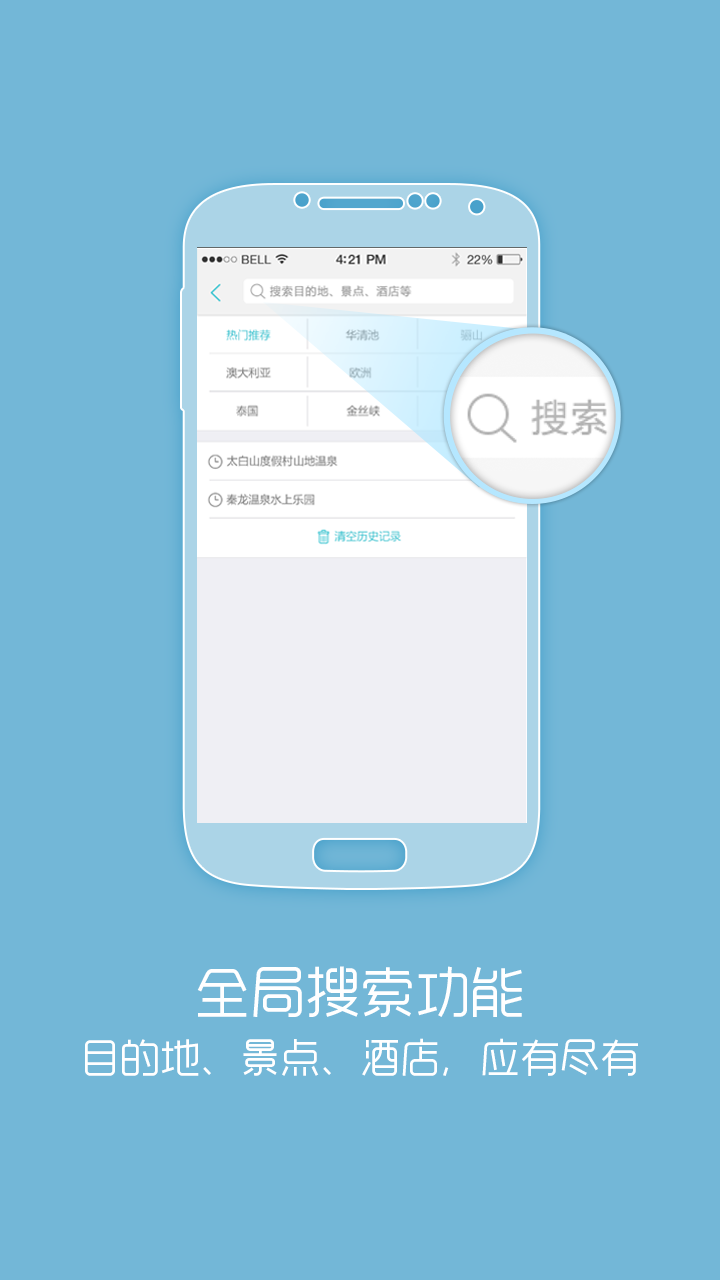 BELL 4:21 PM 22%
搜索目的地、景点、酒店等
热门推荐 华清池 骊山
澳大利亚 欧洲
泰国 金丝峡
搜索
太白山度假村山地温泉
秦龙温泉水上乐园
清空历史记录
全局搜索功能
目的地、景点、酒店，应有尽有